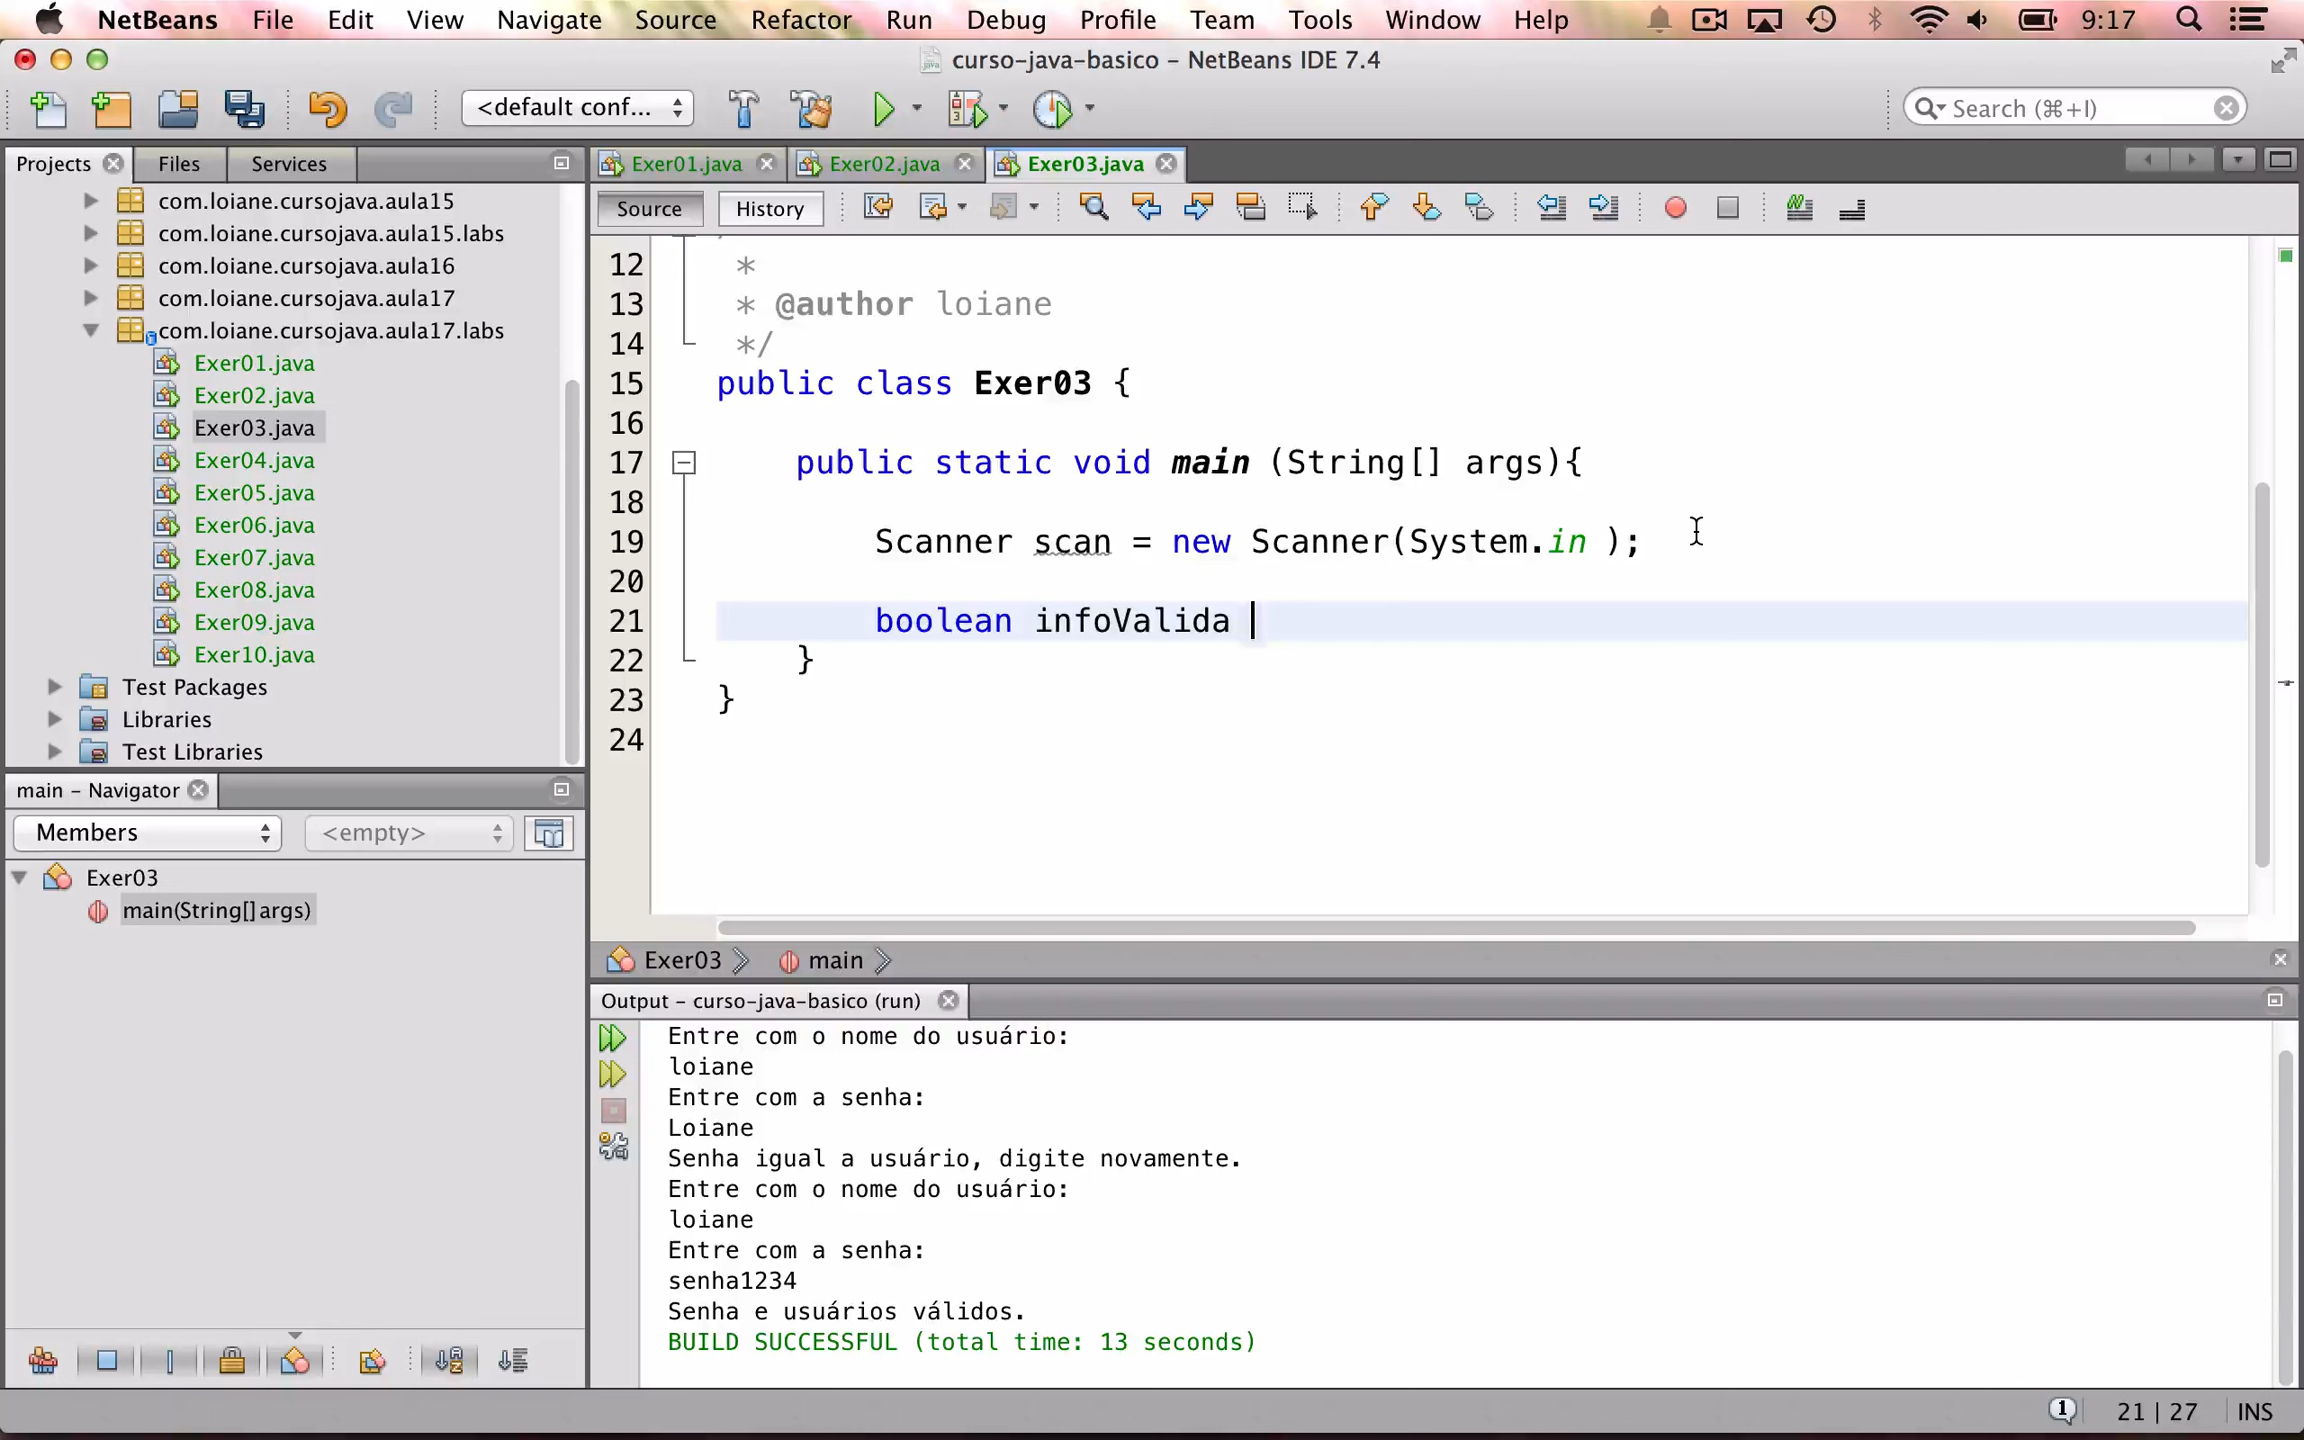 NetBeans File Edit View Navigate Source Refactor Run Debug Profile Team Tools Window Help 9:17
curso-java-basico – NetBeans IDE 7.4
<default conf... Search (⌘+I)
Projects Files Services
com.loiane.cursojava.aula15
com.loiane.cursojava.aula15.labs
com.loiane.cursojava.aula16
com.loiane.cursojava.aula17
com.loiane.cursojava.aula17.labs
Exer01.java
Exer02.java
Exer03.java
Exer04.java
Exer05.java
Exer06.java
Exer07.java
Exer08.java
Exer09.java
Exer10.java
Test Packages
Libraries
Test Libraries
main – Navigator
Members <empty>
Exer03
main(String[] args)
Exer01.java Exer02.java Exer03.java
Source History
12 *
13 * @author loiane
14 */
15 public class Exer03 {
16
17 public static void main (String[] args){
18
19 Scanner scan = new Scanner(System.in );
20
21 boolean infoValida
22 }
23 }
24
Exer03 main
Output – curso-java-basico (run)
Entre com o nome do usuário:
loiane
Entre com a senha:
Loiane
Senha igual a usuário, digite novamente.
Entre com o nome do usuário:
loiane
Entre com a senha:
senha1234
Senha e usuários válidos.
BUILD SUCCESSFUL (total time: 13 seconds)
1 21 | 27 INS